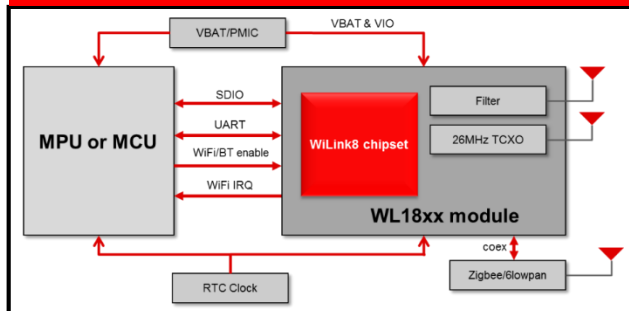 VBAT/PMIC
VBAT & VIO
MPU or MCU
SDIO
UART
WiFi/BT enable
WiFi IRQ
WiLink8 chipset
Filter
26MHz TCXO
WL18xx module
coex
Zigbee/6lowpan
RTC Clock